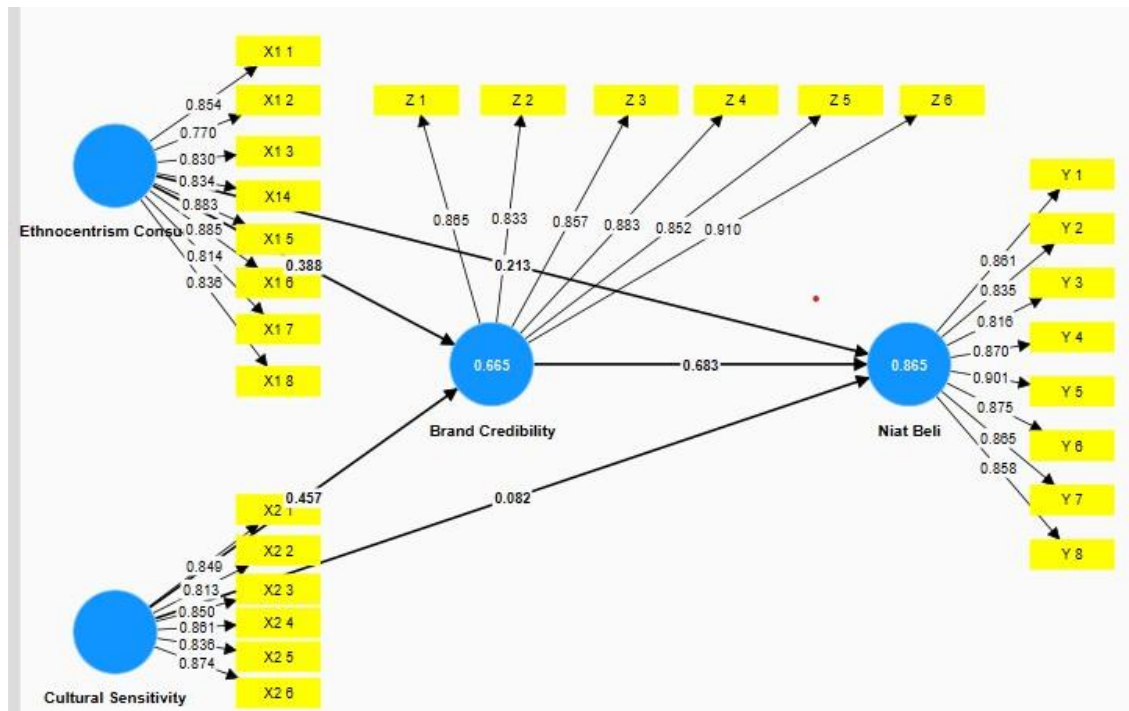 X1 1
X1 2
X1 3
X14
X1 5
X1 6
X1 7
X1 8
0.854
0.770
0.830
0.834
0.883
0.885
0.814
0.836
Ethnocentrism Consu
Z 1
Z 2
Z 3
Z 4
Z 5
Z 6
0.865
0.833
0.857
0.883
0.852
0.910
0.388
0.213
0.665
0.683
0.865
Brand Credibility
Niat Beli
Y 1
Y 2
Y 3
Y 4
Y 5
Y 6
Y 7
Y 8
0.861
0.835
0.816
0.870
0.901
0.875
0.865
0.858
0.457
0.082
X2 1
X2 2
X2 3
X2 4
X2 5
X2 6
0.849
0.813
0.850
0.861
0.836
0.874
Cultural Sensitivity